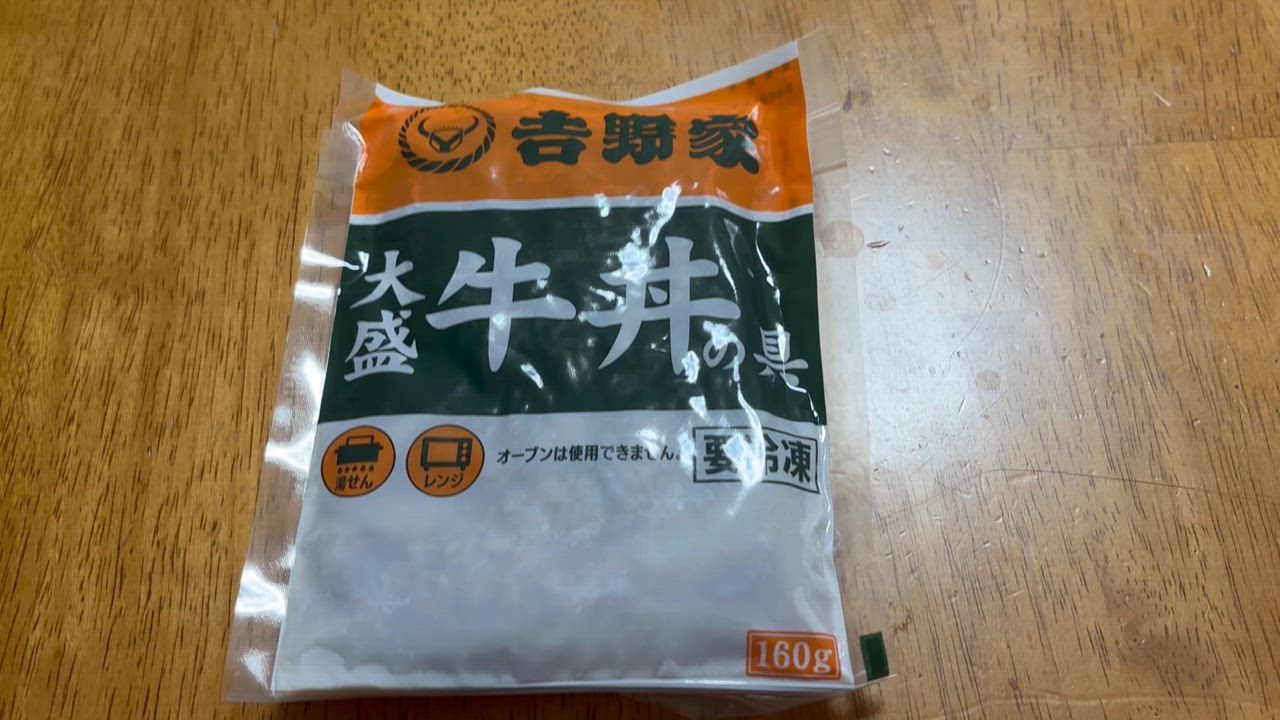 吉野家
大盛 牛丼の具
湯せん
レンジ
オーブンは使用できません。
要冷凍
160g